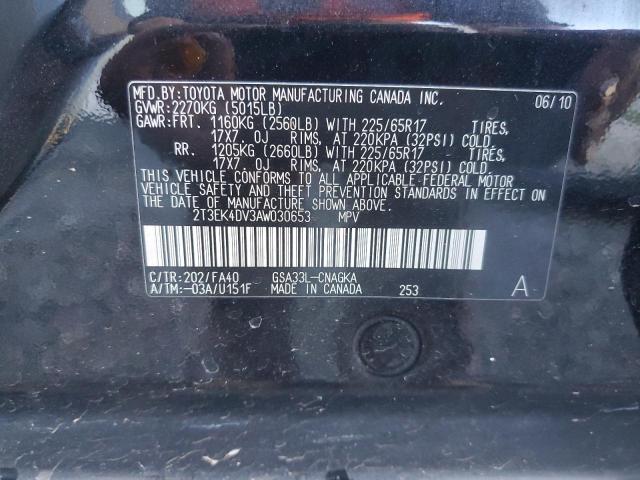 MFD.BY:TOYOTA MOTOR MANUFACTURING CANADA INC. 06/10
GVWR:2270KG (5015LB)
GAWR:FRT. 1160KG (2560LB) WITH 225/65R17 TIRES,
17X7. OJ RIMS, AT 220KPA (32PSI) COLD
RR. 1205KG (2660LB) WITH 225/65R17 TIRES,
17X7. OJ RIMS, AT 220KPA (32PSI) COLD
THIS VEHICLE CONFORMS TO ALL APPLICABLE FEDERAL MOTOR
VEHICLE SAFETY AND THEFT PREVENTION STANDARDS IN EFFECT ON
THE DATE OF MANUFACTURE SHOWN ABOVE.
2T3EK4DV3AW030653 MPV
C/TR:202/FA40 GSA33L-CNAGKA
A/TM:-03A/U151F MADE IN CANADA 253 A